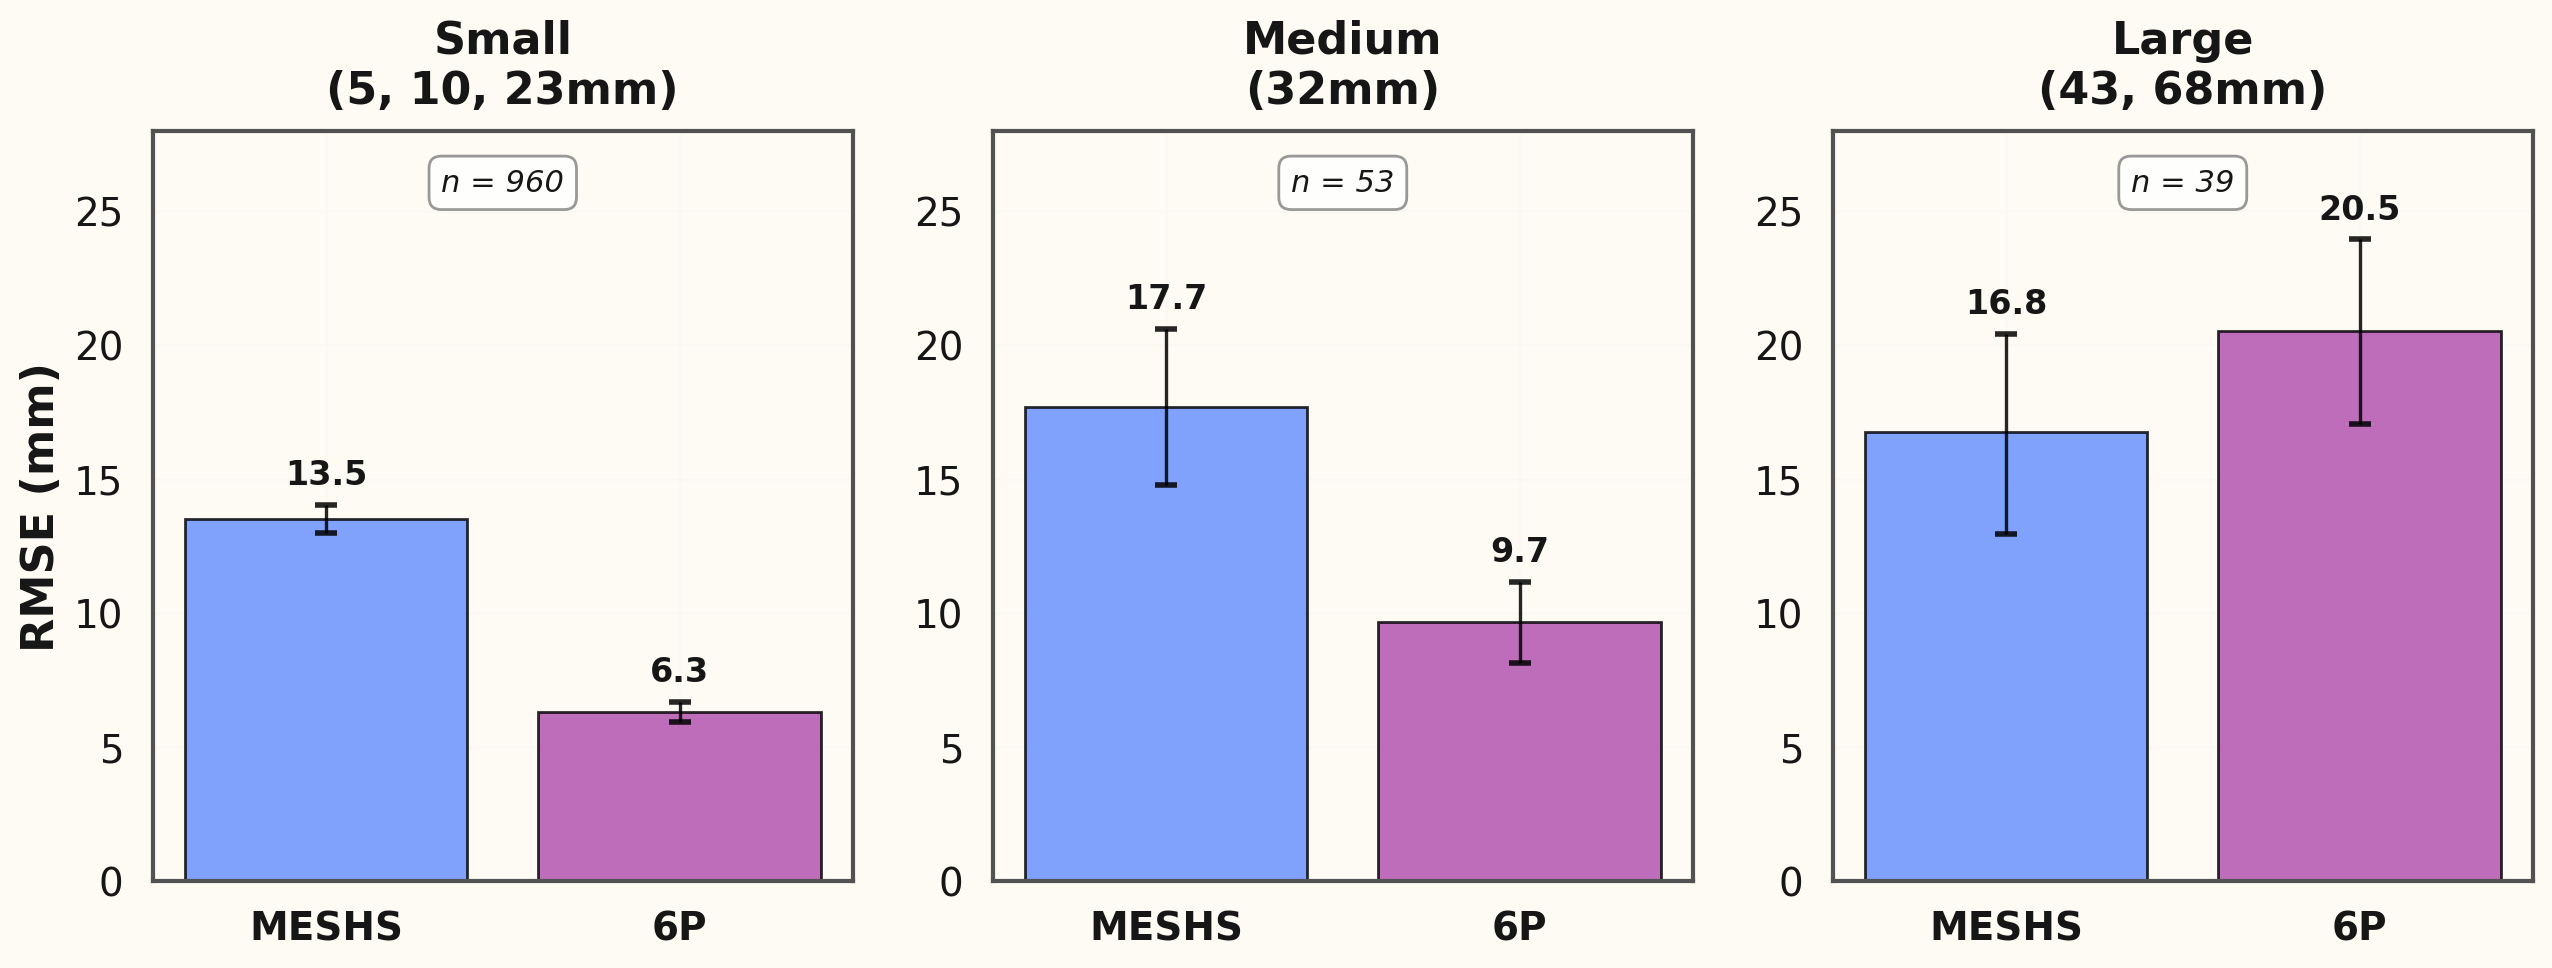 Small
(5, 10, 23mm)
Medium
(32mm)
Large
(43, 68mm)
RMSE (mm)
n = 960
25
20
15
10
5
0
13.5
6.3
MESHS
6P
n = 53
25
20
15
10
5
0
17.7
9.7
MESHS
6P
n = 39
25
20
15
10
5
0
16.8
20.5
MESHS
6P